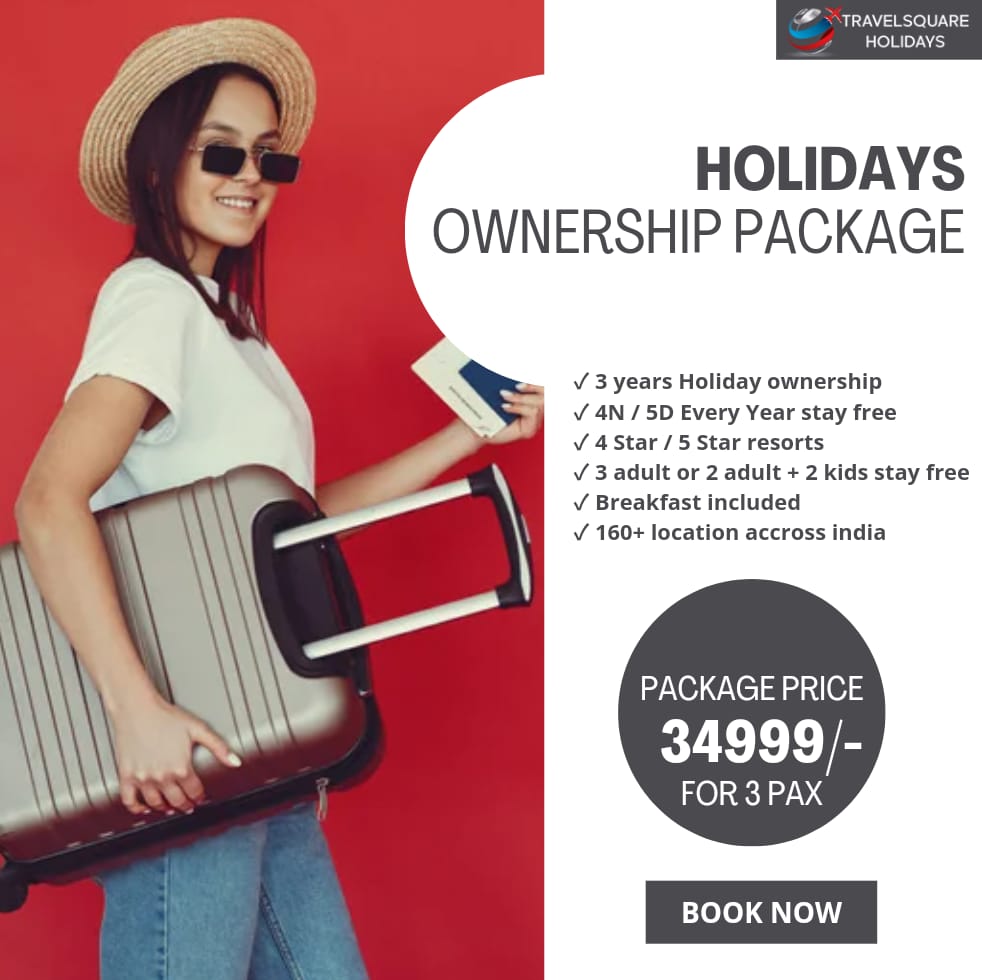 TRAVELSQUARE
HOLIDAYS
HOLIDAYS
OWNERSHIP PACKAGE
✓ 3 years Holiday ownership
✓ 4N / 5D Every Year stay free
✓ 4 Star / 5 Star resorts
✓ 3 adult or 2 adult + 2 kids stay free
✓ Breakfast included
✓ 160+ location accross india
PACKAGE PRICE
34999/-
FOR 3 PAX
BOOK NOW